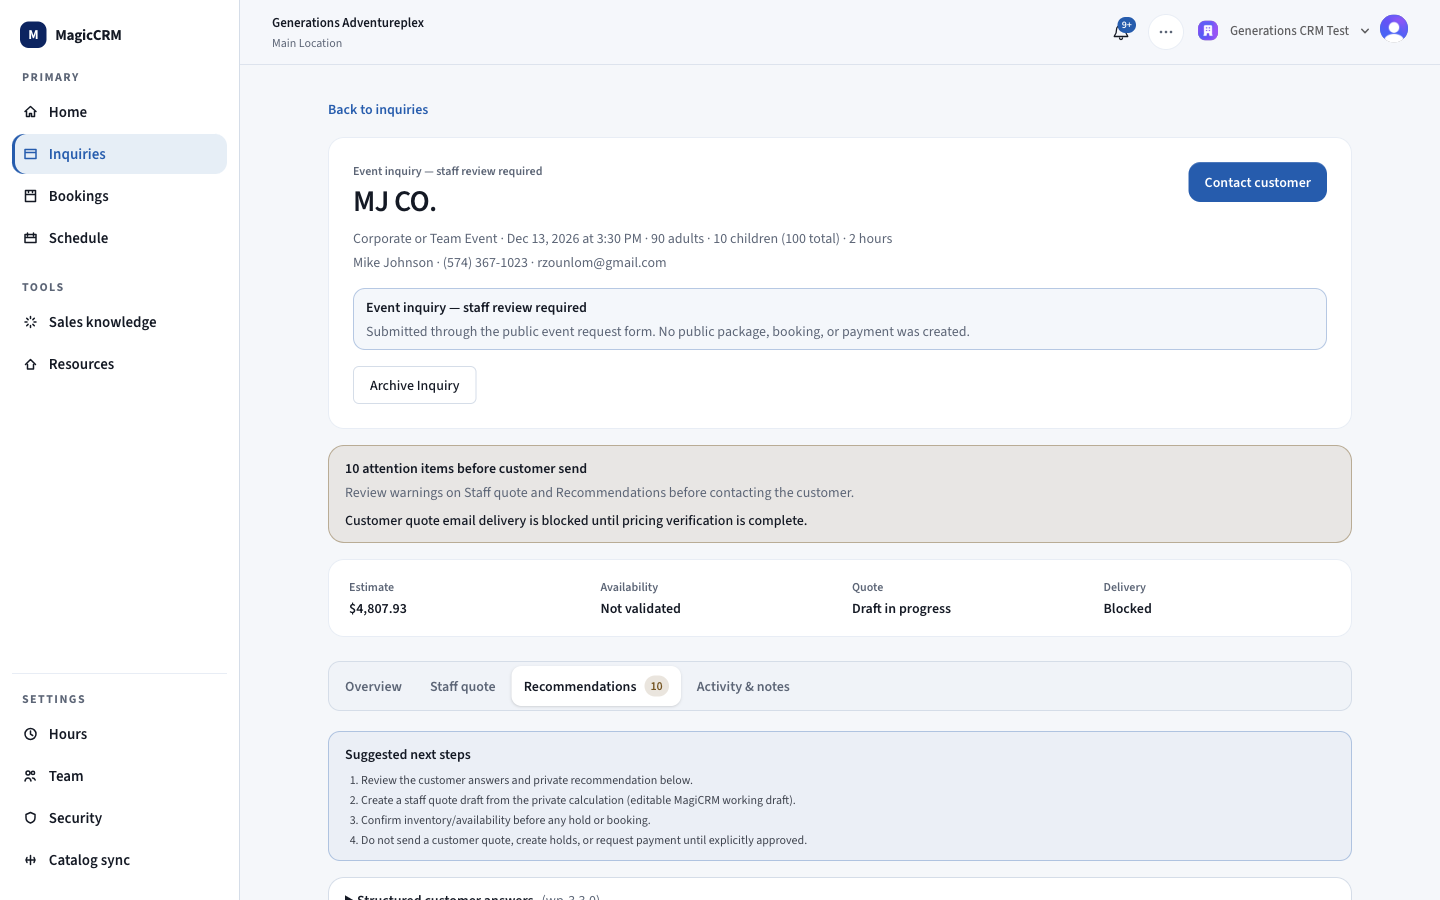 M MagicCRM
PRIMARY
Home
Inquiries
Bookings
Schedule
TOOLS
Sales knowledge
Resources
SETTINGS
Hours
Team
Security
Catalog sync
Generations Adventureplex
Main Location
9+
Generations CRM Test
Back to inquiries
Event inquiry — staff review required
MJ CO.
Contact customer
Corporate or Team Event · Dec 13, 2026 at 3:30 PM · 90 adults · 10 children (100 total) · 2 hours
Mike Johnson · (574) 367-1023 · rzounlom@gmail.com
Event inquiry — staff review required
Submitted through the public event request form. No public package, booking, or payment was created.
Archive Inquiry
10 attention items before customer send
Review warnings on Staff quote and Recommendations before contacting the customer.
Customer quote email delivery is blocked until pricing verification is complete.
Estimate Availability Quote Delivery
$4,807.93 Not validated Draft in progress Blocked
Overview Staff quote Recommendations 10 Activity & notes
Suggested next steps
1. Review the customer answers and private recommendation below.
2. Create a staff quote draft from the private calculation (editable MagiCRM working draft).
3. Confirm inventory/availability before any hold or booking.
4. Do not send a customer quote, create holds, or request payment until explicitly approved.
Structured customer answers